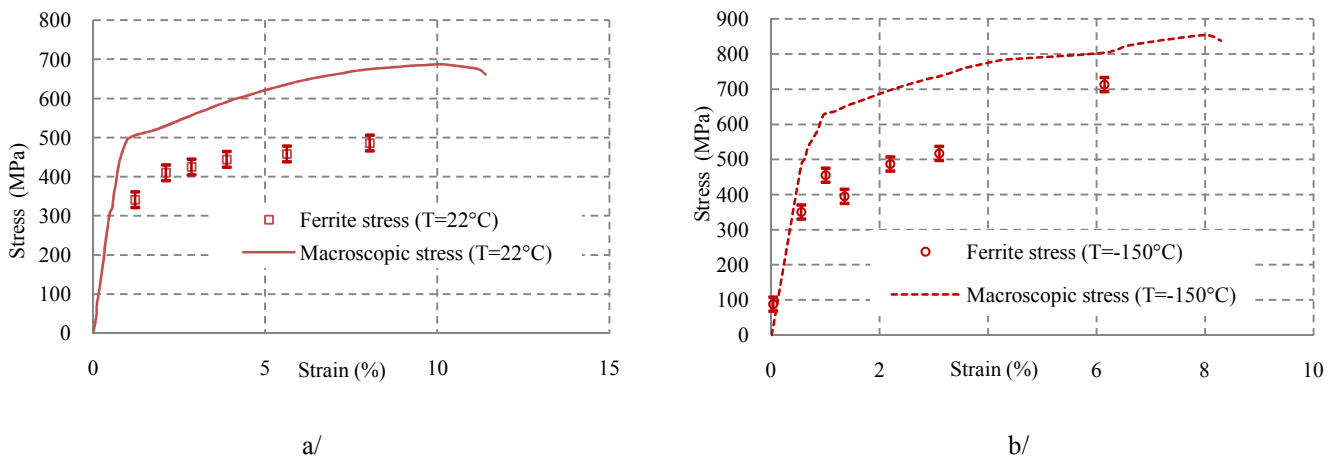 800
700
600
500
400
300
200
100
0
Stress (MPa)
Ferrite stress (T=22°C)
Macroscopic stress (T=22°C)
0
5
10
15
Strain (%)
a/
900
800
700
600
500
400
300
200
100
0
Stress (MPa)
Ferrite stress (T=-150°C)
Macroscopic stress (T=-150°C)
0
2
4
6
8
10
Strain (%)
b/